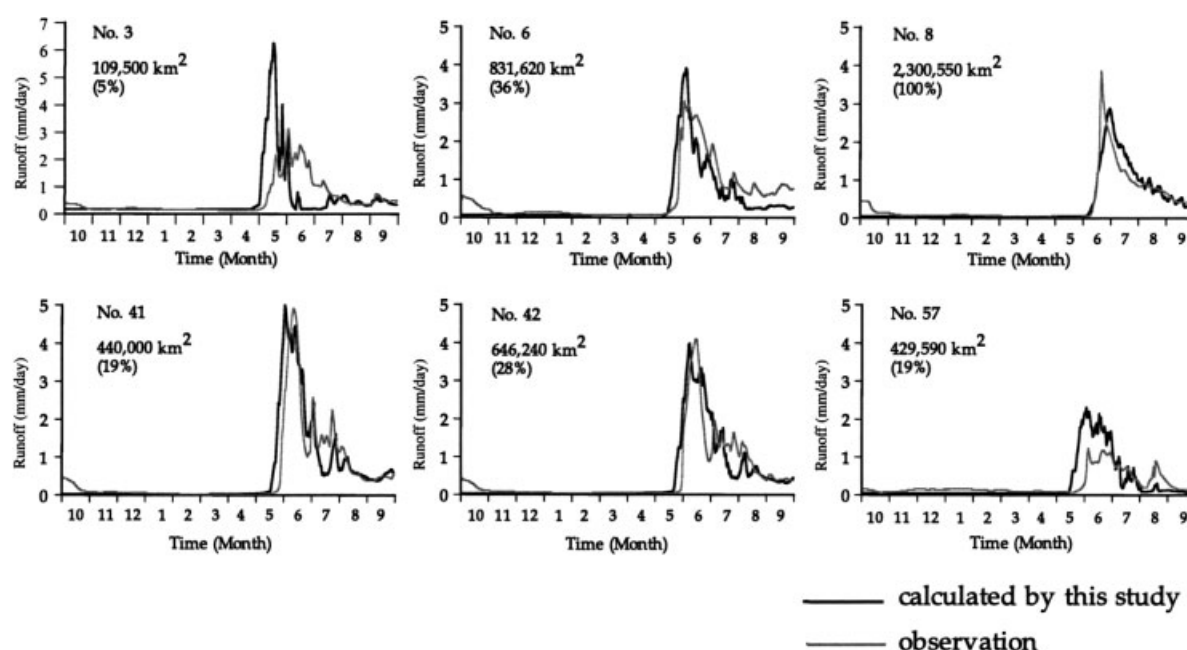 No. 3
109,500 km2
(5%)
Runoff (mm/day)
7
6
5
4
3
2
1
0
10 11 12 1 2 3 4 5 6 7 8 9
Time (Month)
No. 6
831,620 km2
(36%)
Runoff (mm/day)
5
4
3
2
1
0
10 11 12 1 2 3 4 5 6 7 8 9
Time (Month)
No. 8
2,300,550 km2
(100%)
Runoff (mm/day)
5
4
3
2
1
0
10 11 12 1 2 3 4 5 6 7 8 9
Time (Month)
No. 41
440,000 km2
(19%)
Runoff (mm/day)
5
4
3
2
1
0
10 11 12 1 2 3 4 5 6 7 8 9
Time (Month)
No. 42
646,240 km2
(28%)
Runoff (mm/day)
5
4
3
2
1
0
10 11 12 1 2 3 4 5 6 7 8 9
Time (Month)
No. 57
429,590 km2
(19%)
Runoff (mm/day)
5
4
3
2
1
0
10 11 12 1 2 3 4 5 6 7 8 9
Time (Month)
calculated by this study
observation